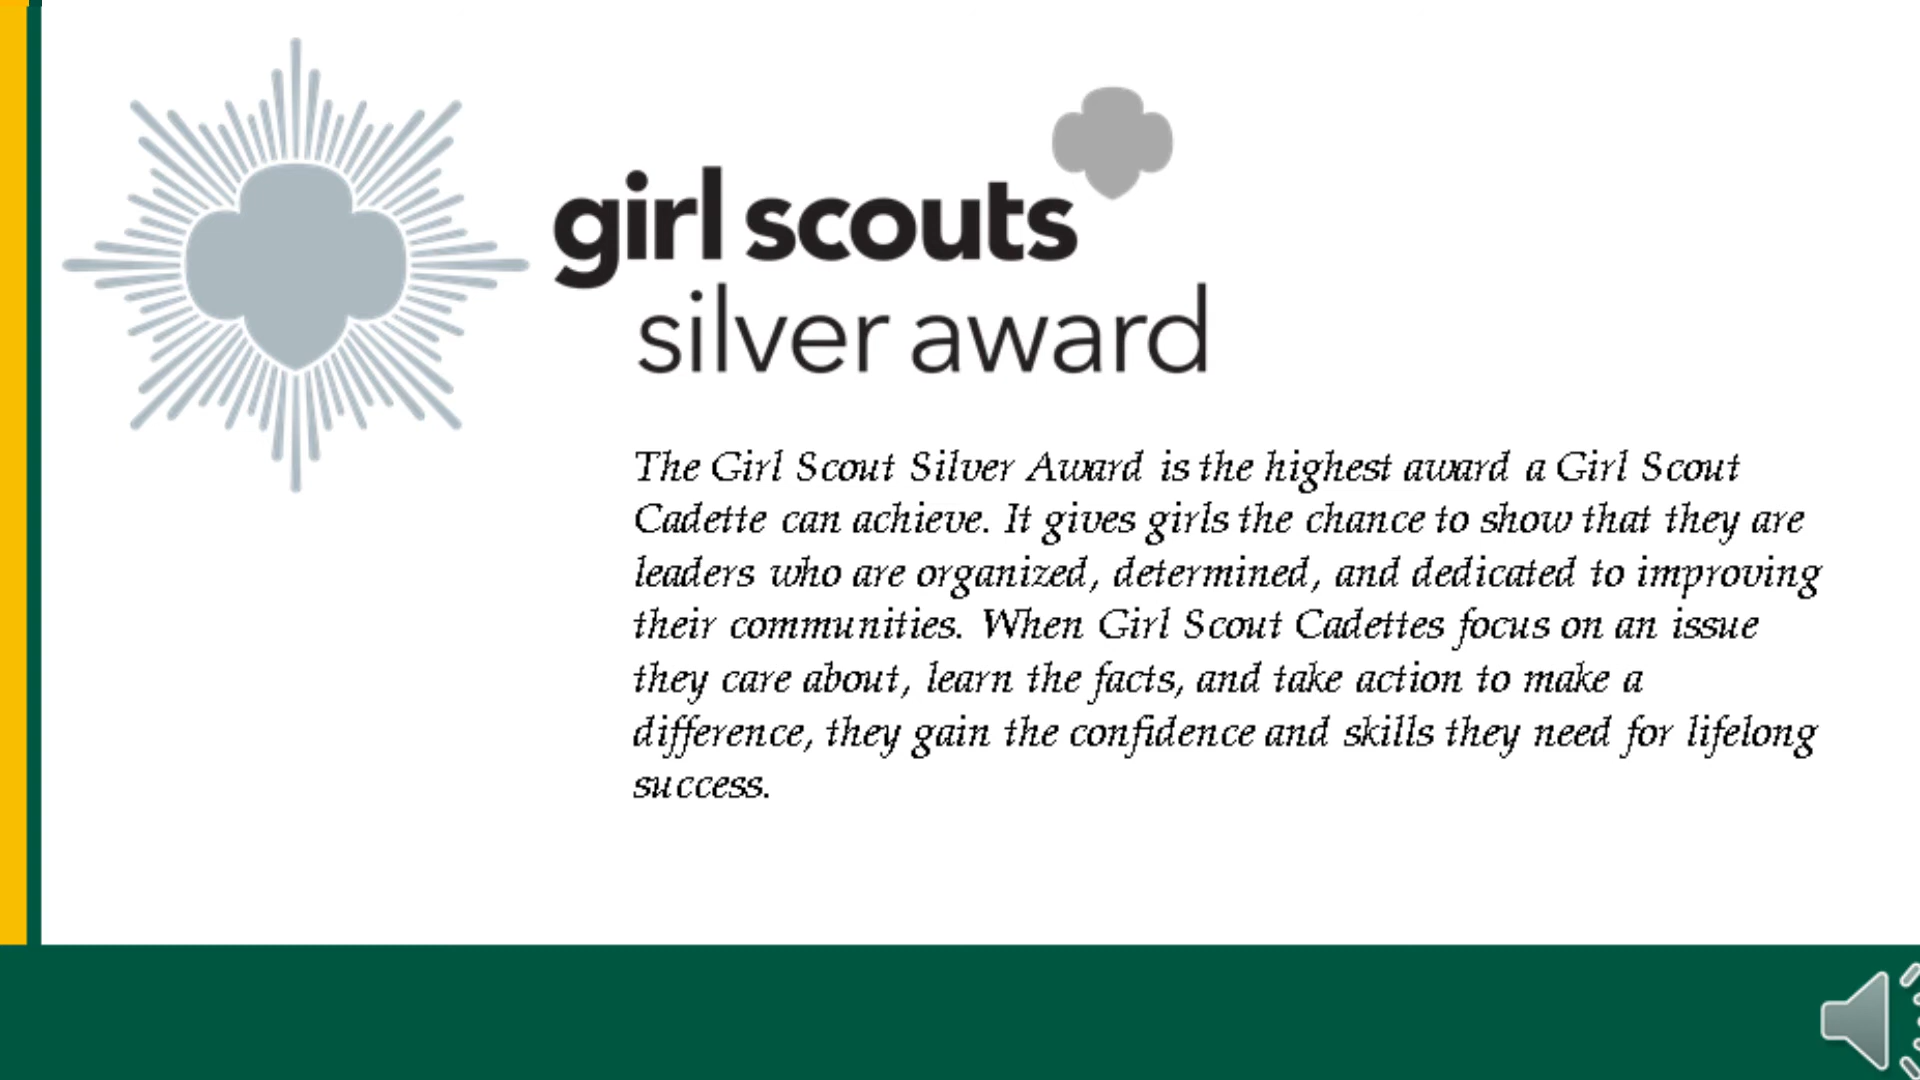 girl scouts
silver award
The Girl Scout Silver Award is the highest award a Girl Scout
Cadette can achieve. It gives girls the chance to show that they are
leaders who are organized, determined, and dedicated to improving
their communities. When Girl Scout Cadettes focus on an issue
they care about, learn the facts, and take action to make a
difference, they gain the confidence and skills they need for lifelong
success.